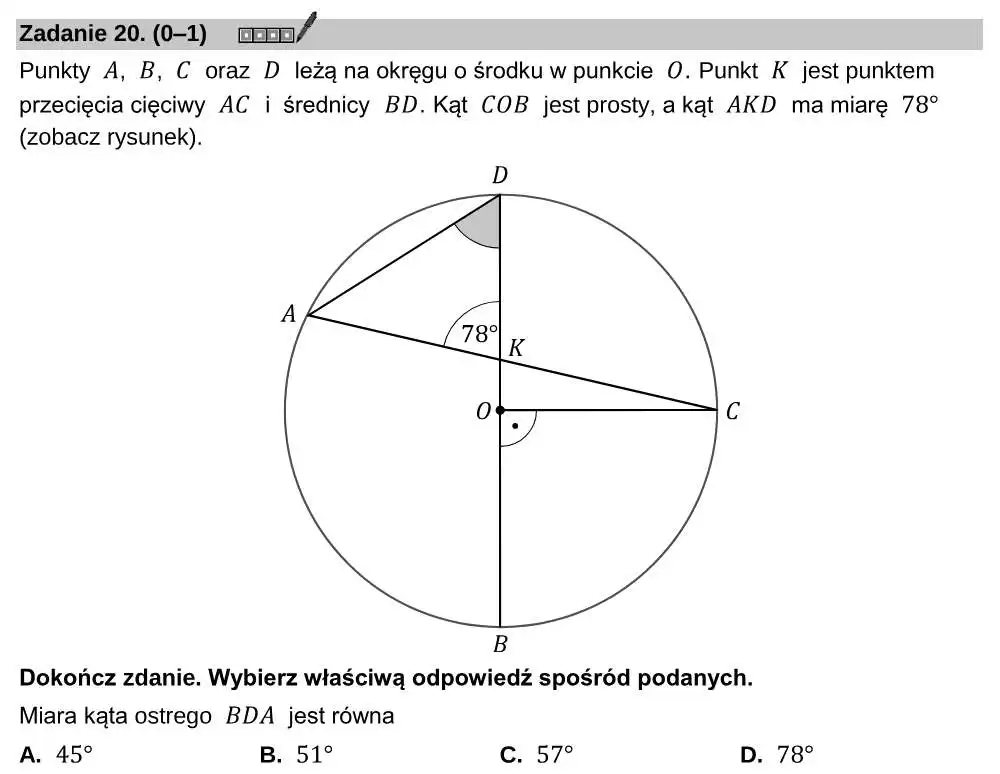 Zadanie 20. (0–1)
Punkty A, B, C oraz D leżą na okręgu o środku w punkcie O. Punkt K jest punktem
przecięcia cięciwy AC i średnicy BD. Kąt COB jest prosty, a kąt AKD ma miarę 78°
(zobacz rysunek).
D
A
78°
K
O
C
B
Dokończ zdanie. Wybierz właściwą odpowiedź spośród podanych.
Miara kąta ostrego BDA jest równa
A. 45° B. 51° C. 57° D. 78°